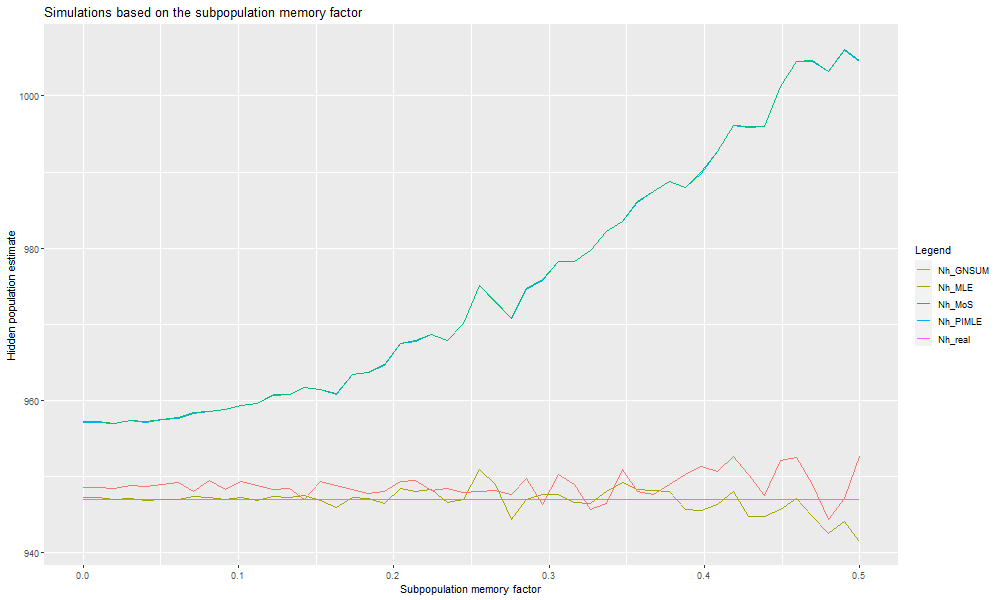 Simulations based on the subpopulation memory factor
Hidden population estimate
1000
980
960
940
0.0
0.1
0.2
0.3
0.4
0.5
Subpopulation memory factor
Legend
Nh_GNSUM
Nh_MLE
Nh_MoS
Nh_PIMLE
Nh_real